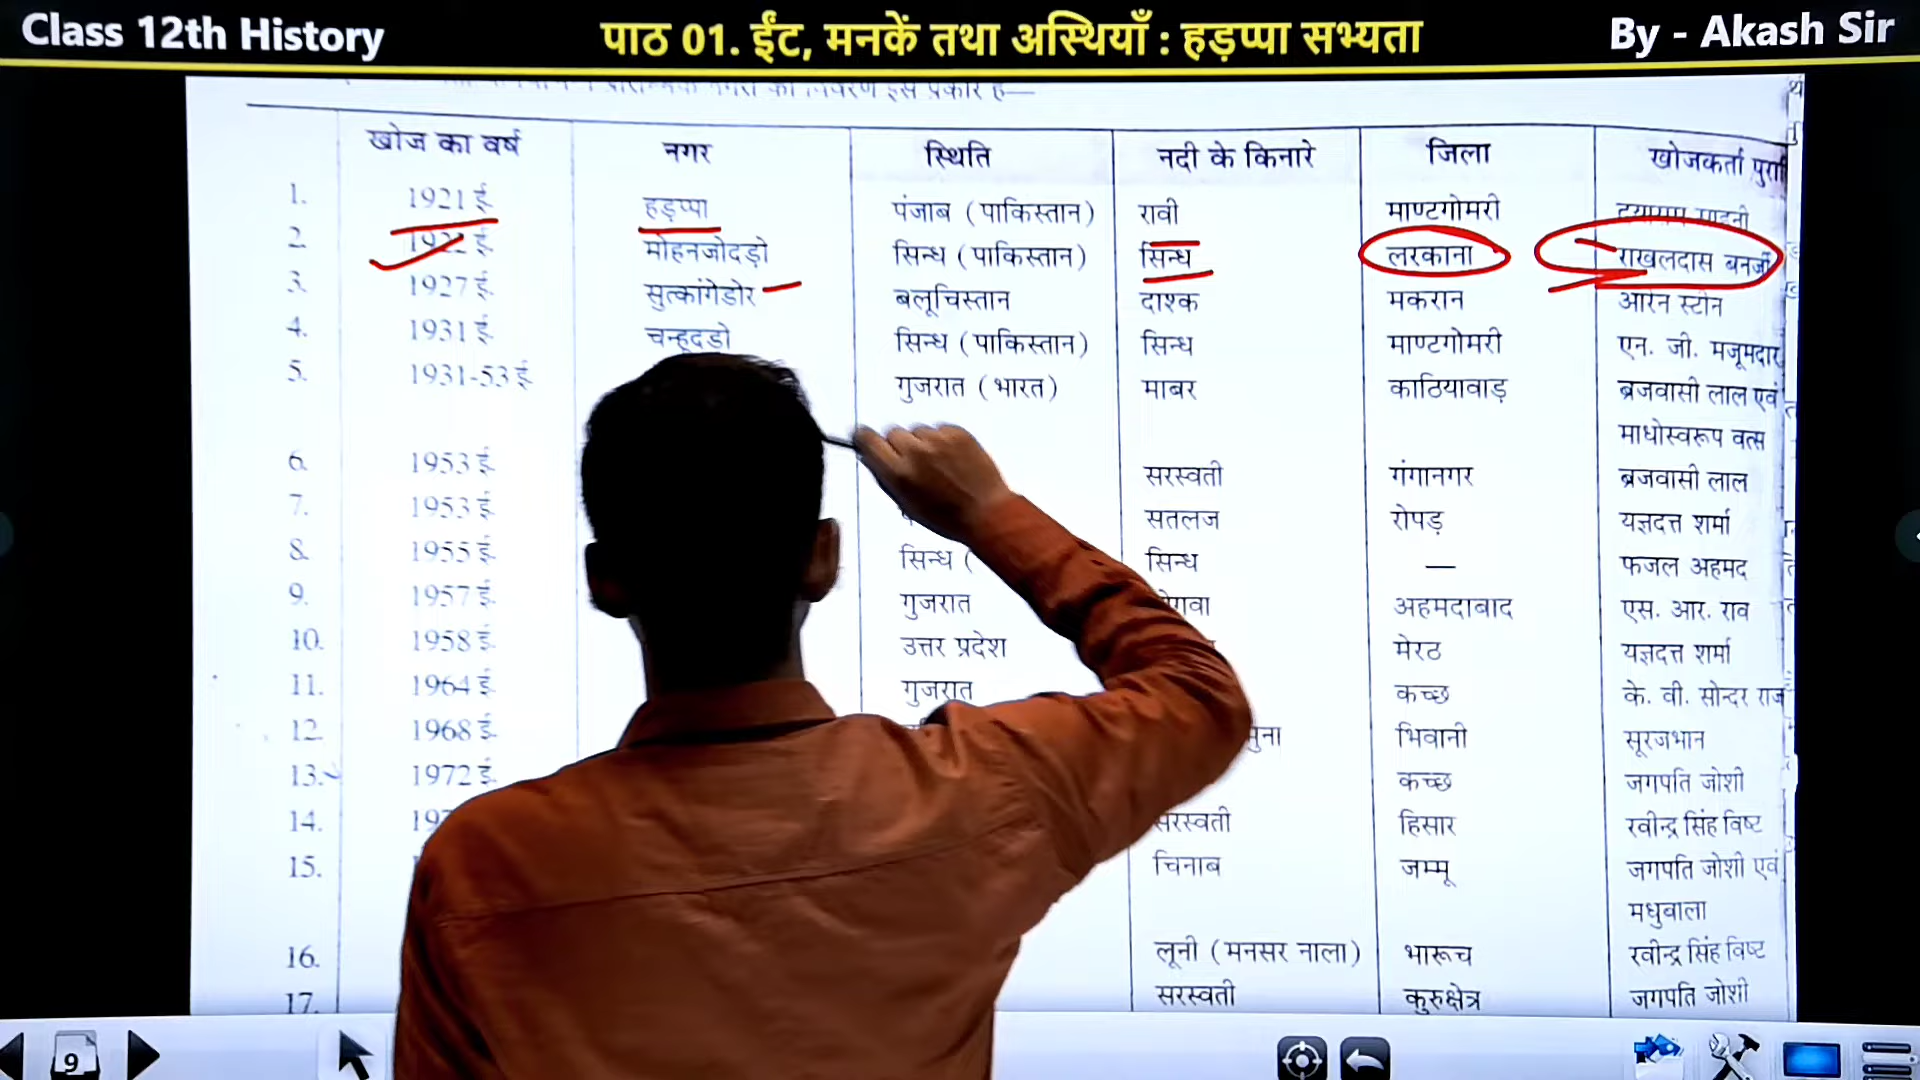 Class 12th History
पाठ 01. ईंट, मनकें तथा अस्थियाँ : हड़प्पा सभ्यता
By - Akash Sir
खोज का वर्ष नगर स्थिति नदी के किनारे जिला खोजकर्ता
1. 1921 ई. हड़प्पा पंजाब (पाकिस्तान) रावी माण्टगोमरी
2. 1922 ई. मोहनजोदड़ो सिन्ध (पाकिस्तान) सिन्ध लरकाना राखलदास बनर्जी
3. 1927 ई. सुत्कांगेडोर बलूचिस्तान दाश्क मकरान आरेन स्टीन
4. 1931 ई. चन्हूदडो सिन्ध (पाकिस्तान) सिन्ध माण्टगोमरी एन. जी. मजूमदार
5. 1931-53 ई. गुजरात (भारत) माबर काठियावाड़ ब्रजवासी लाल एवं
माधोस्वरूप वत्स
6. 1953 ई. सरस्वती गंगानगर ब्रजवासी लाल
7. 1953 ई. सतलज रोपड़ यज्ञदत्त शर्मा
8. 1955 ई. सिन्ध ( सिन्ध — फजल अहमद
9. 1957 ई. गुजरात अहमदाबाद एस. आर. राव
10. 1958 ई. उत्तर प्रदेश मेरठ यज्ञदत्त शर्मा
11. 1964 ई. गुजरात कच्छ के. वी. सोन्दर राज
12. 1968 ई. भिवानी सूरजभान
13. 1972 ई. कच्छ जगपति जोशी
14. सरस्वती हिसार रवीन्द्र सिंह विष्ट
15. चिनाब जम्मू जगपति जोशी एवं
मधुबाला
16. लूनी (मनसर नाला) भारूच रवीन्द्र सिंह विष्ट
17. सरस्वती कुरुक्षेत्र जगपति जोशी
9